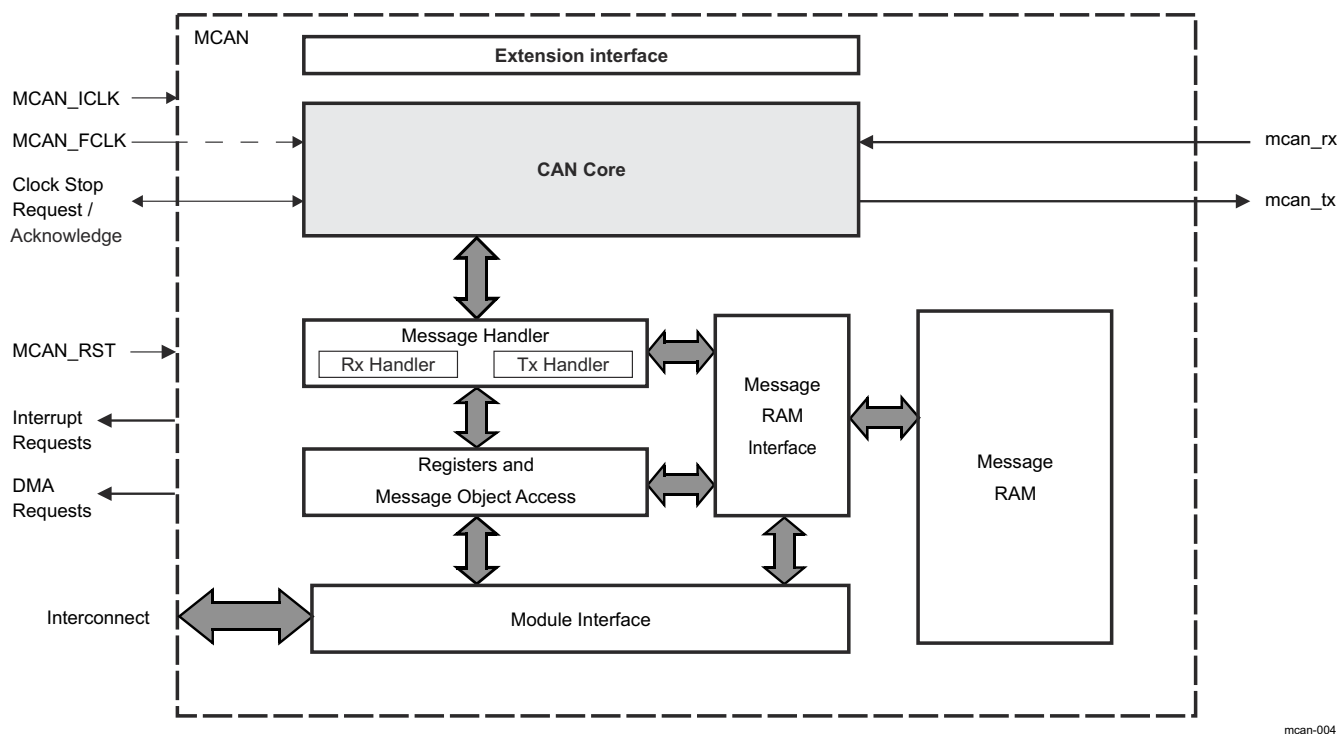 MCAN
Extension interface
MCAN_ICLK
MCAN_FCLK
mcan_rx
CAN Core
Clock Stop
Request /
Acknowledge
mcan_tx
Message Handler
Rx Handler
Tx Handler
MCAN_RST
Message
RAM
Interface
Interrupt
Requests
Registers and
Message Object Access
Message
RAM
DMA
Requests
Interconnect
Module Interface
mcan-004